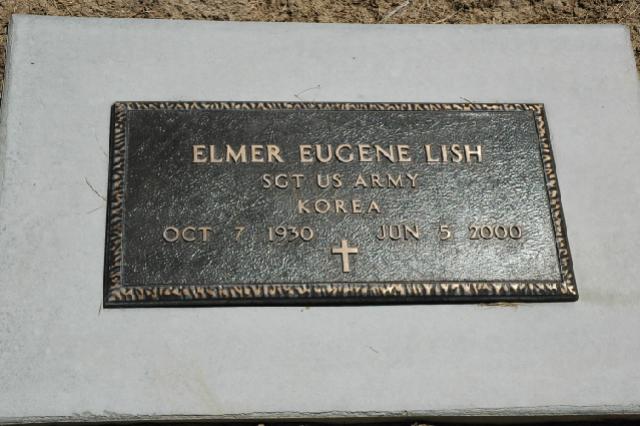 ELMER EUGENE LISH
SGT US ARMY
KOREA
OCT 7 1930 JUN 5 2000